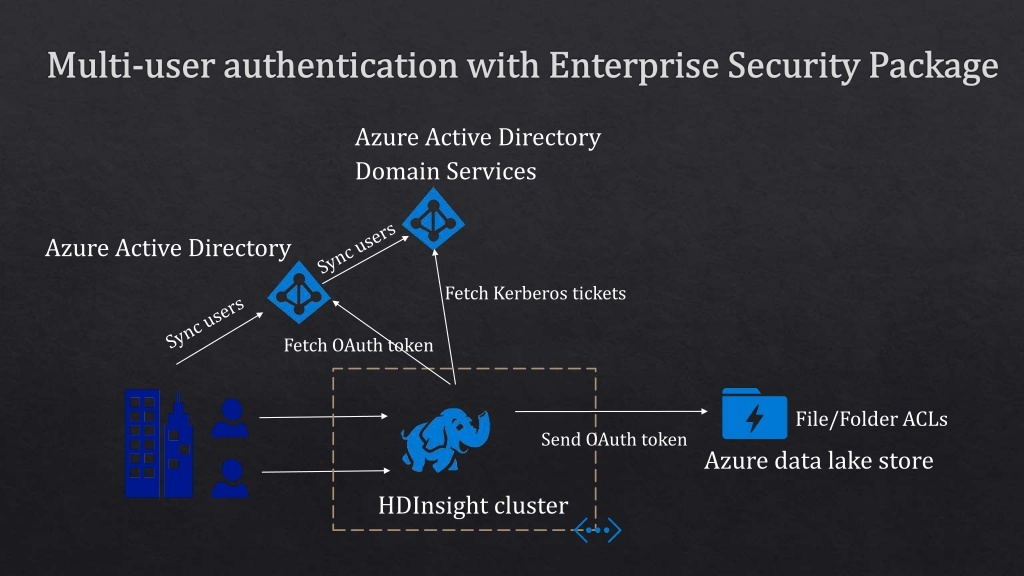 Multi-user authentication with Enterprise Security Package
Azure Active Directory
Domain Services
Azure Active Directory
Sync users
Sync users
Fetch Kerberos tickets
Fetch OAuth token
File/Folder ACLs
Send OAuth token
Azure data lake store
HDInsight cluster